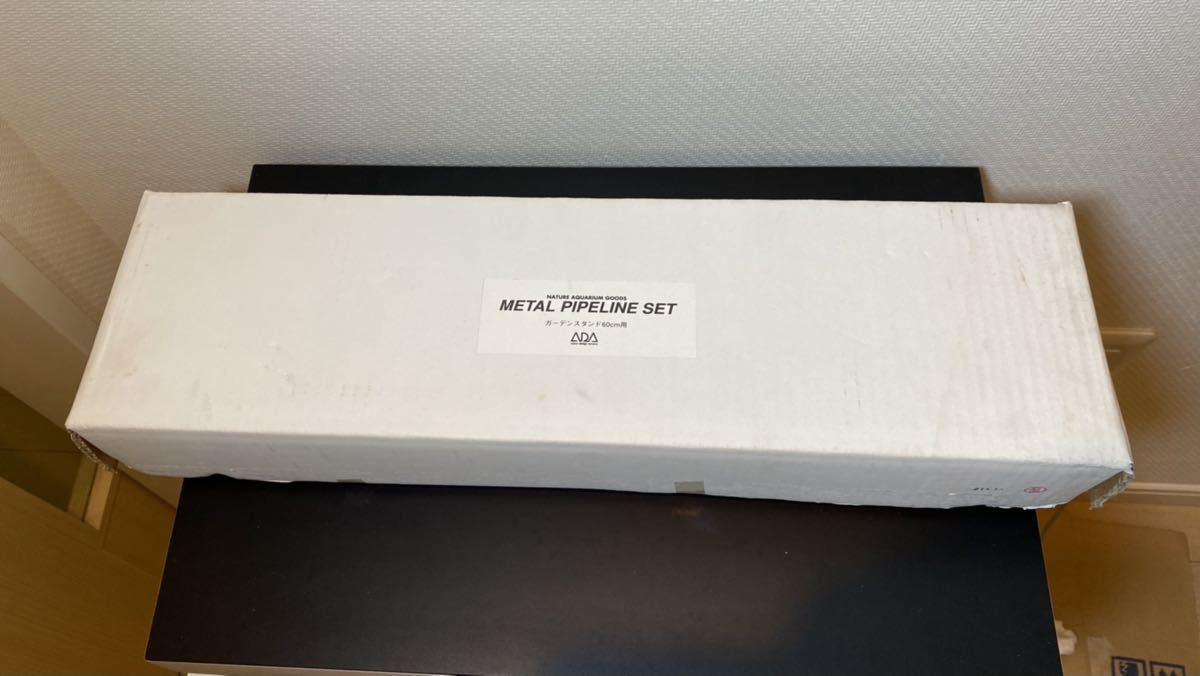 NATURE AQUARIUM GOODS
METAL PIPELINE SET
ガーデンスタンド60cm用
ADA